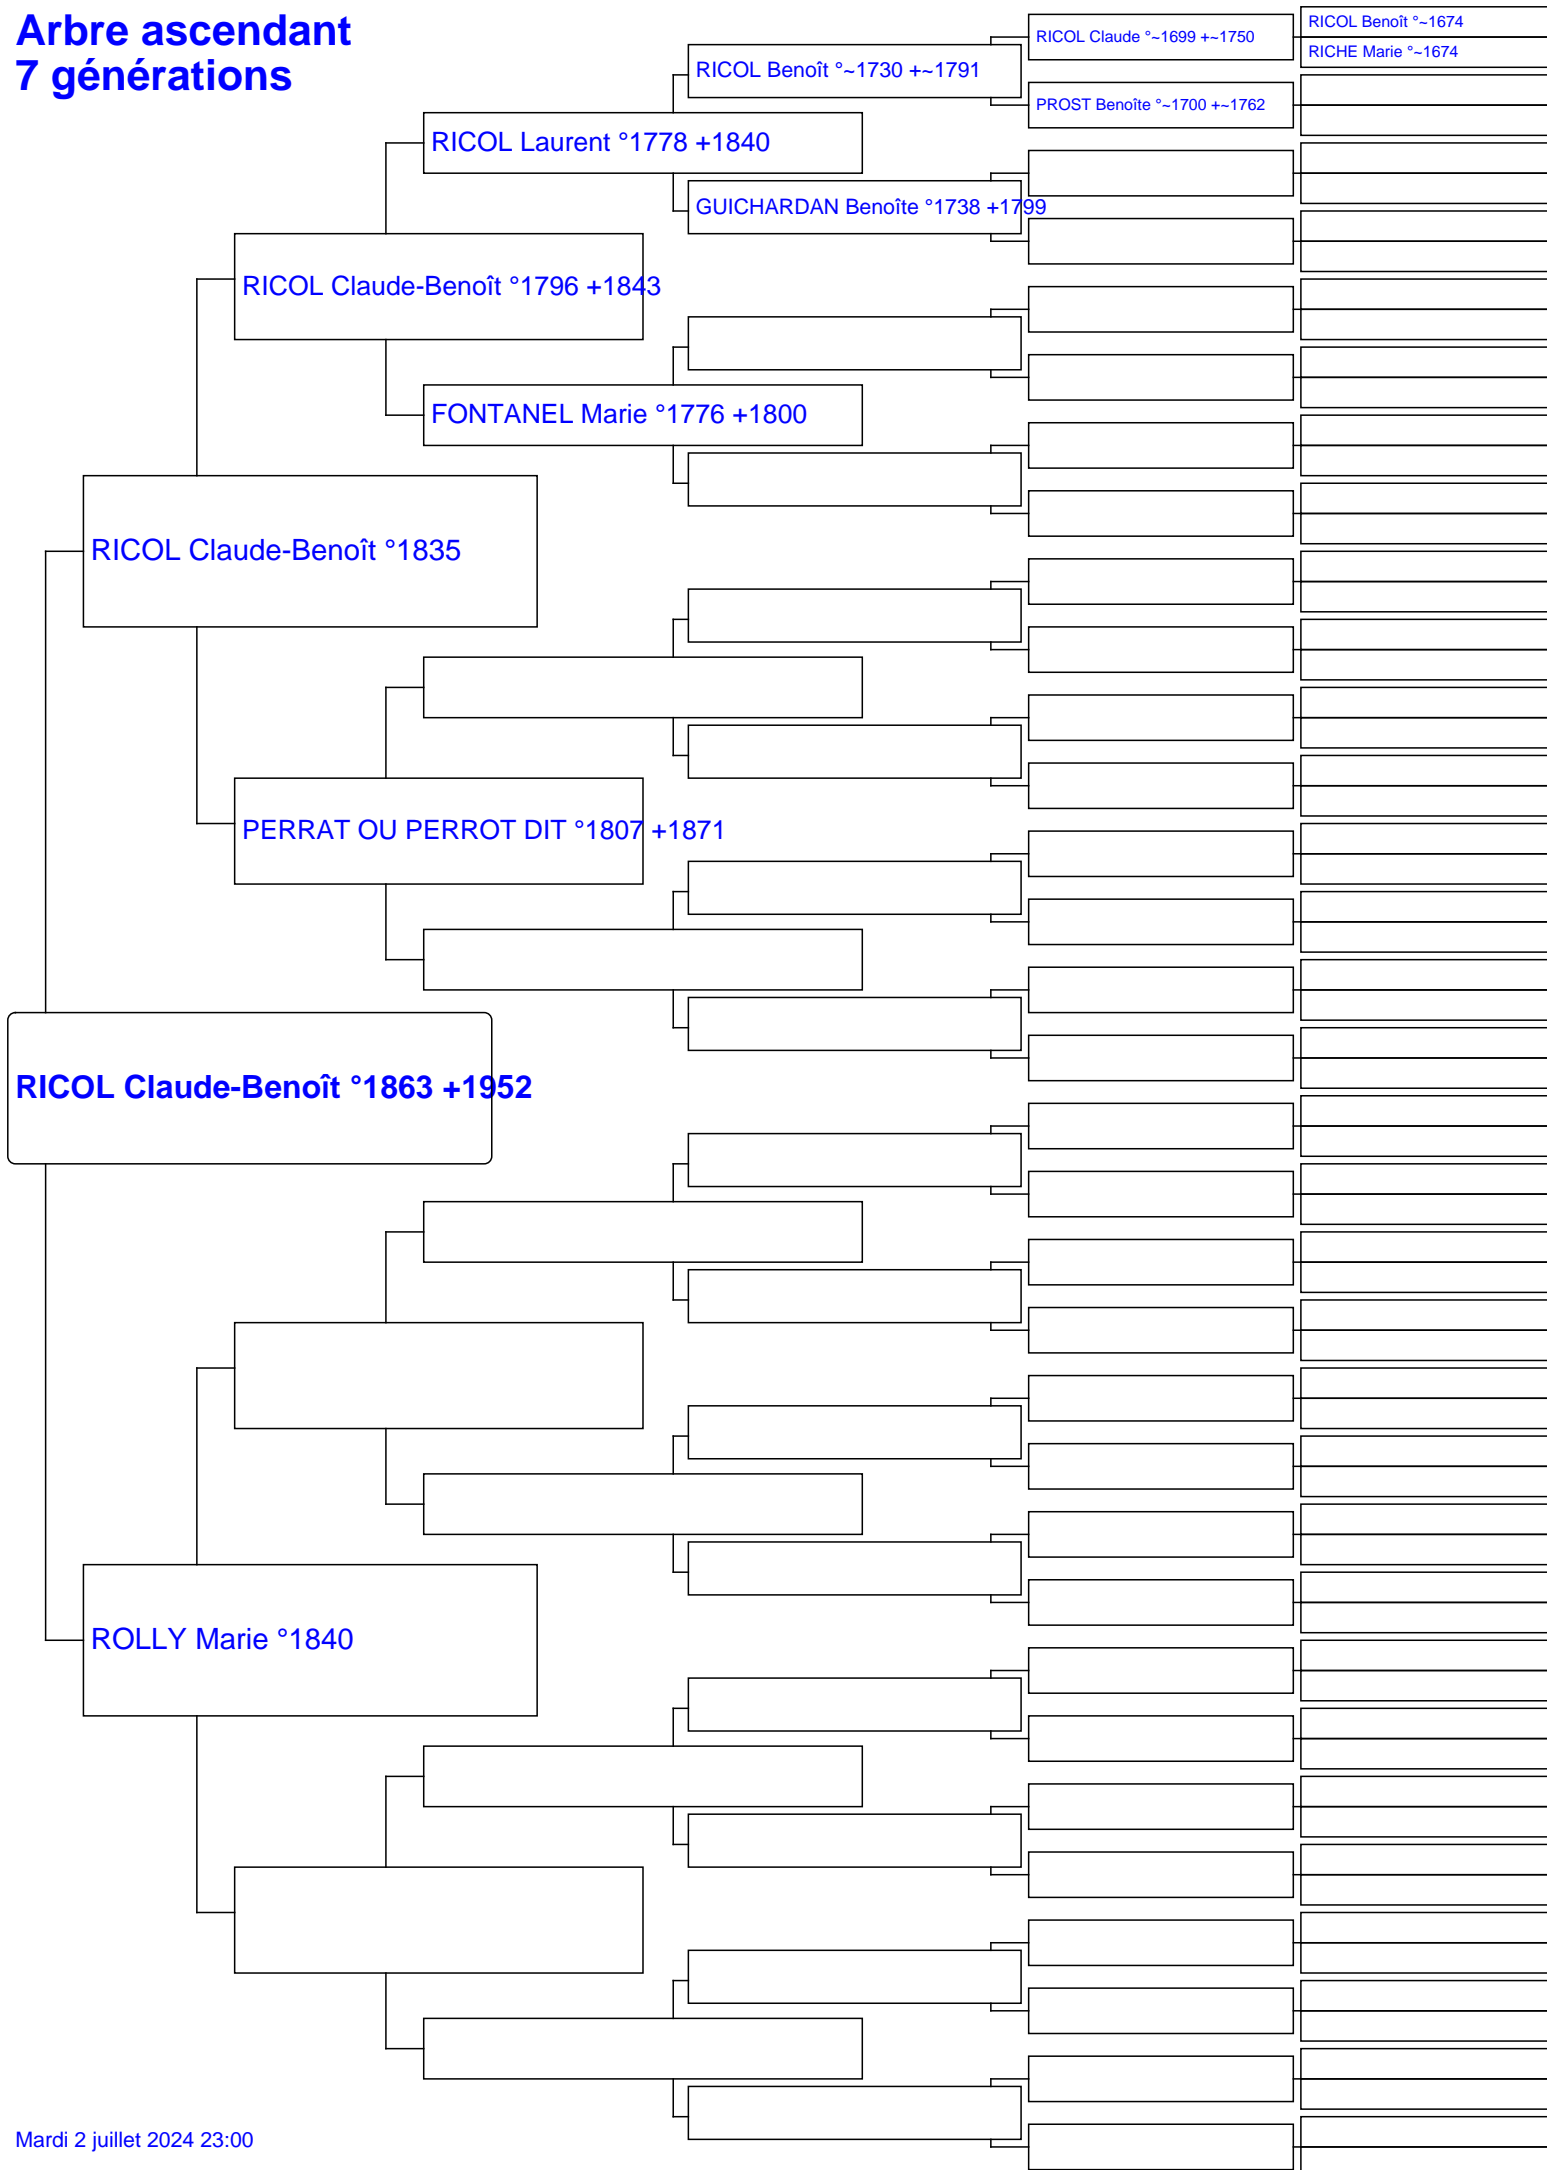 Arbre ascendant
7 générations
RICOL Benoît °~1674
RICHE Marie °~1674
RICOL Claude °~1699 +~1750
RICOL Benoît °~1730 +~1791
PROST Benoîte °~1700 +~1762
RICOL Laurent °1778 +1840
GUICHARDAN Benoîte °1738 +1799
RICOL Claude-Benoît °1796 +1843
FONTANEL Marie °1776 +1800
RICOL Claude-Benoît °1835
PERRAT OU PERROT DIT °1807 +1871
RICOL Claude-Benoît °1863 +1952
ROLLY Marie °1840
Mardi 2 juillet 2024 23:00